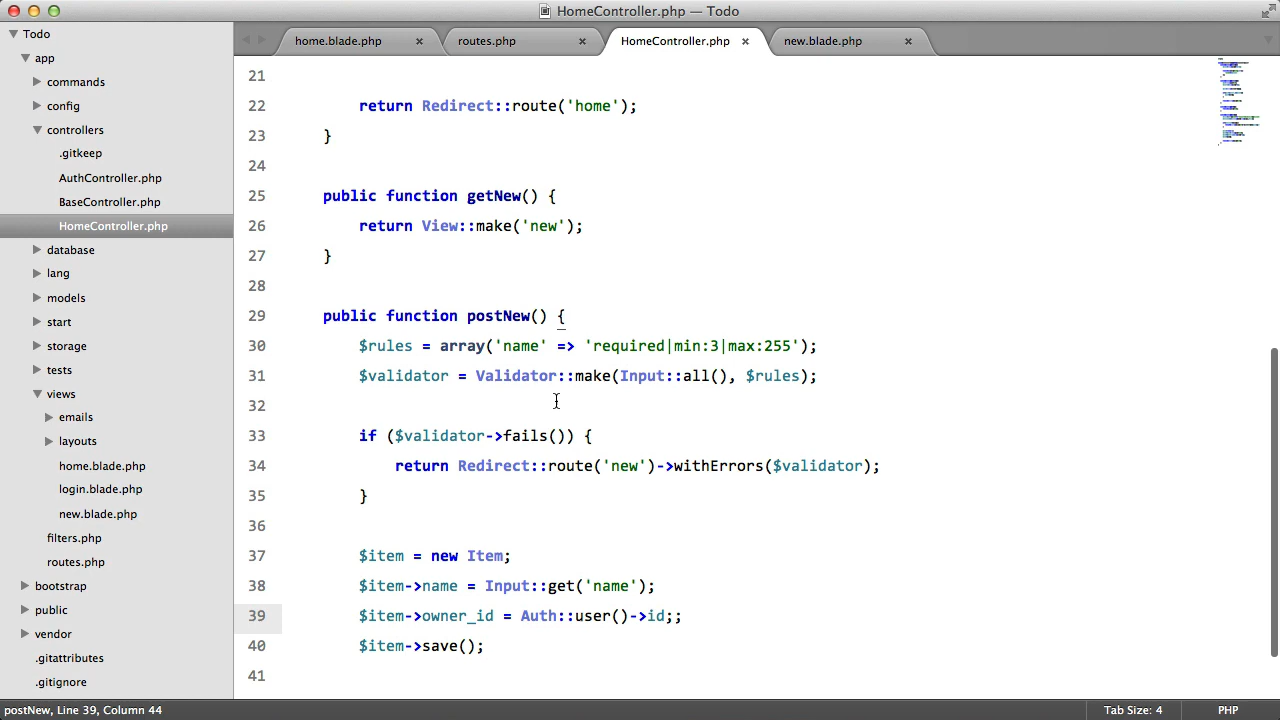 HomeController.php — Todo
Todo
app
commands
config
controllers
.gitkeep
AuthController.php
BaseController.php
HomeController.php
database
lang
models
start
storage
tests
views
emails
layouts
home.blade.php
login.blade.php
new.blade.php
filters.php
routes.php
bootstrap
public
vendor
.gitattributes
.gitignore
home.blade.php ×
routes.php ×
HomeController.php ×
new.blade.php ×
21
22 return Redirect::route('home');
23 }
24
25 public function getNew() {
26 return View::make('new');
27 }
28
29 public function postNew() {
30 $rules = array('name' => 'required|min:3|max:255');
31 $validator = Validator::make(Input::all(), $rules);
32
33 if ($validator->fails()) {
34 return Redirect::route('new')->withErrors($validator);
35 }
36
37 $item = new Item;
38 $item->name = Input::get('name');
39 $item->owner_id = Auth::user()->id;;
40 $item->save();
41
postNew, Line 39, Column 44
Tab Size: 4
PHP